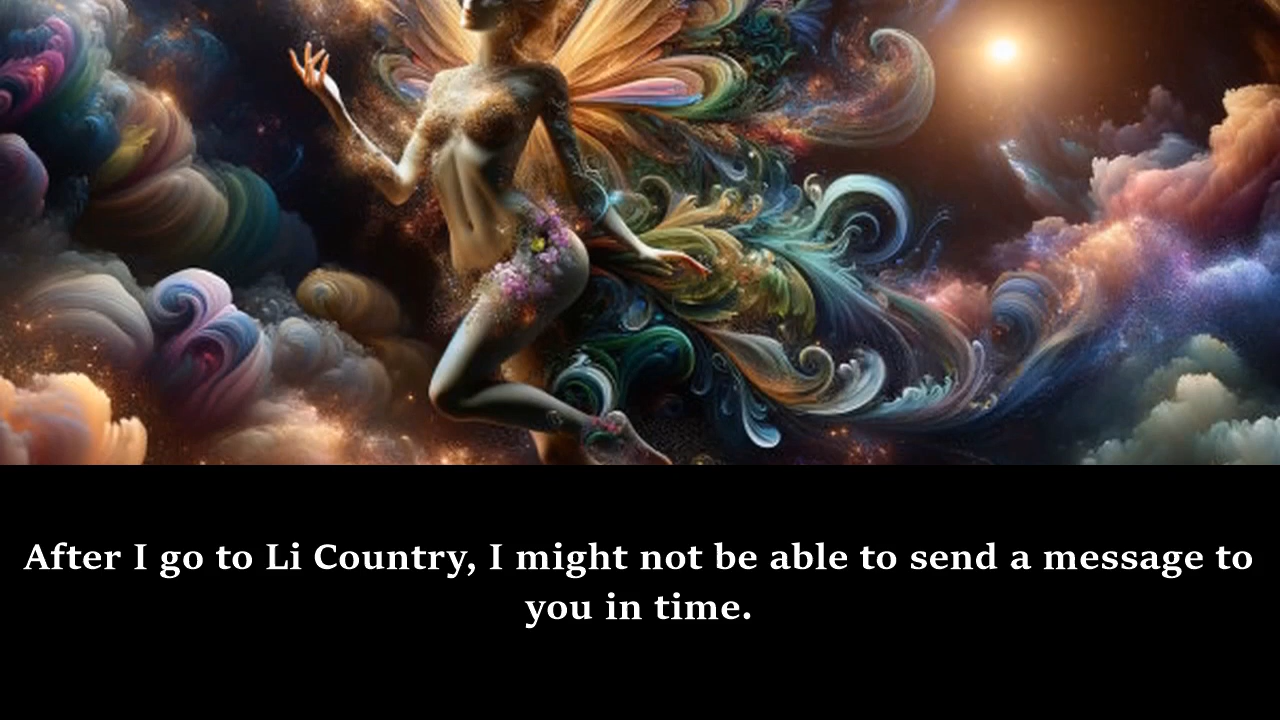 After I go to Li Country, I might not be able to send a message to
you in time.